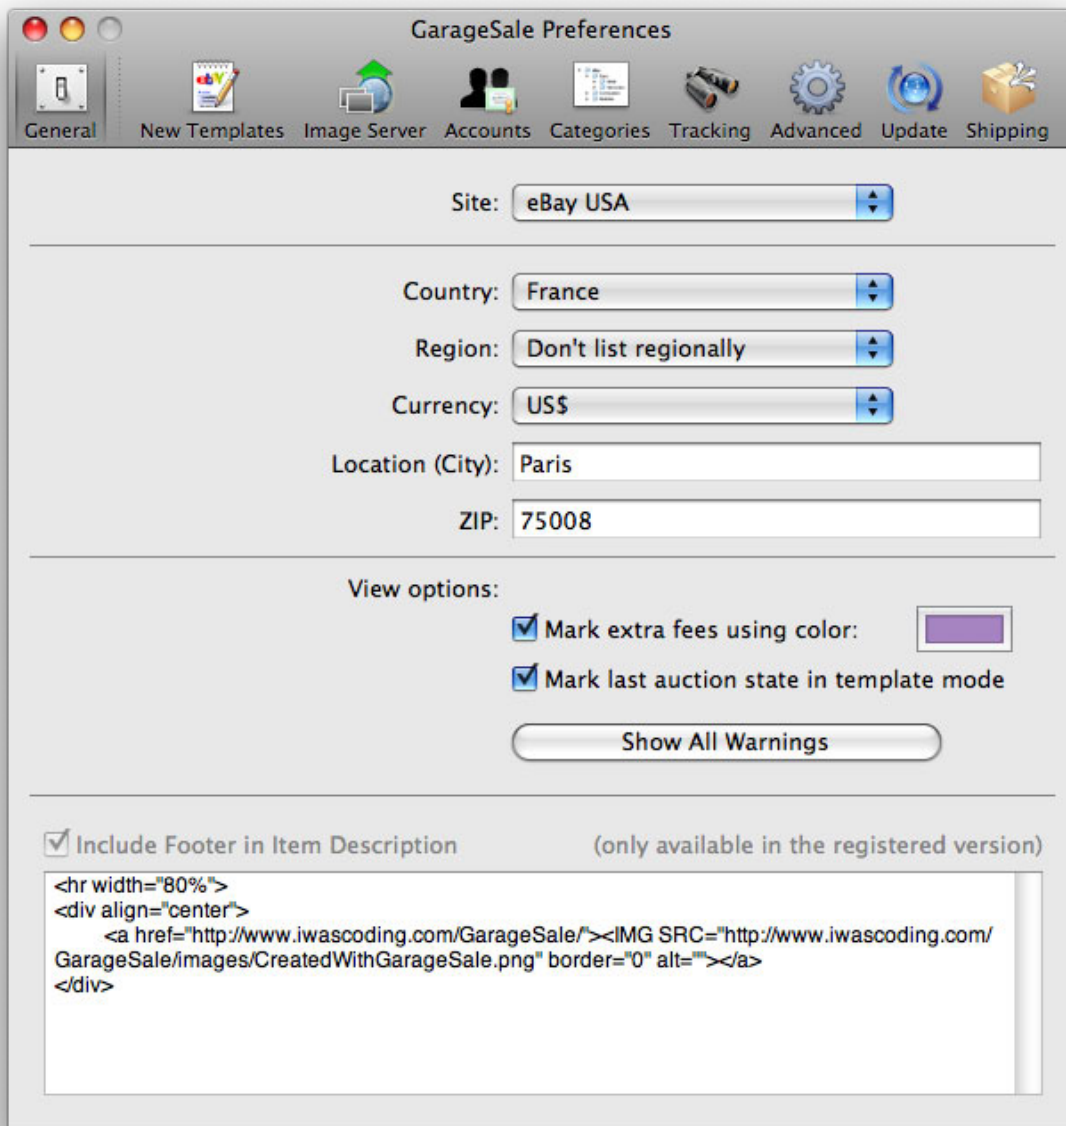 GarageSale Preferences
General New Templates Image Server Accounts Categories Tracking Advanced Update Shipping
Site: eBay USA
Country: France
Region: Don't list regionally
Currency: US$
Location (City): Paris
ZIP: 75008
View options:
Mark extra fees using color:
Mark last auction state in template mode
Show All Warnings
Include Footer in Item Description (only available in the registered version)
<hr width="80%">
<div align="center">
<a href="http://www.iwascoding.com/GarageSale/"><IMG SRC="http://www.iwascoding.com/
GarageSale/images/CreatedWithGarageSale.png" border="0" alt=""></a>
</div>